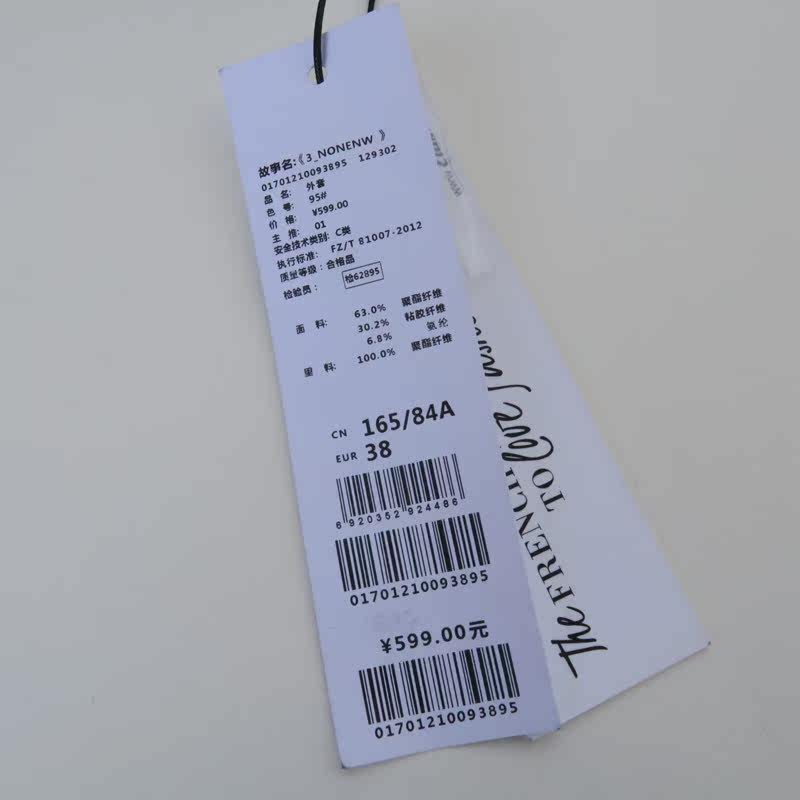 故事名:《3_NONENW 》
01701210093895 129302
品 名: 外套
色 号: 95#
价 格: ¥599.00
主 推: 01
安全技术类别: C类
执行标准: FZ/T 81007-2012
质量等级: 合格品
检验员: 检62895
面 料: 63.0% 聚酯纤维
30.2% 粘胶纤维
6.8% 氨纶
里 料: 100.0% 聚酯纤维
CN 165/84A
EUR 38
6 920352 924486
01701210093895
¥599.00元
01701210093895
The FRENCH
TO love
www.